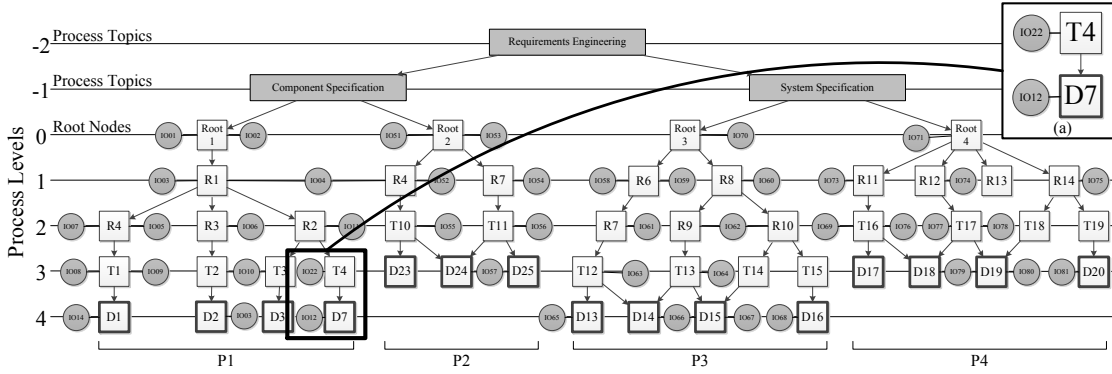 Process Topics
-2
Requirements Engineering
IO22 T4
IO12 D7
(a)
Process Topics
-1
Component Specification System Specification
Process Levels
Root Nodes
0
IO01 Root 1 IO02 IO51 Root 2 IO53 Root 3 IO70 IO71 Root 4
1
IO03 R1 IO04 R4 IO52 R7 IO54 IO58 R6 IO59 R8 IO60 IO73 R11 R12 IO74 R13 R14 IO75
2
IO07 R4 IO05 R3 IO06 R2 T10 IO55 T11 IO56 R7 IO61 R9 IO62 R10 IO69 T16 IO76 IO77 T17 IO78 T18 T19
3
IO08 T1 IO09 T2 IO10 T3 IO22 T4 D23 D24 IO57 D25 T12 IO63 T13 IO64 T14 T15 D17 D18 IO79 D19 IO80 IO81 D20
4
IO14 D1 D2 IO03 D3 IO12 D7 IO65 D13 D14 IO66 D15 IO67 IO68 D16
P1 P2 P3 P4